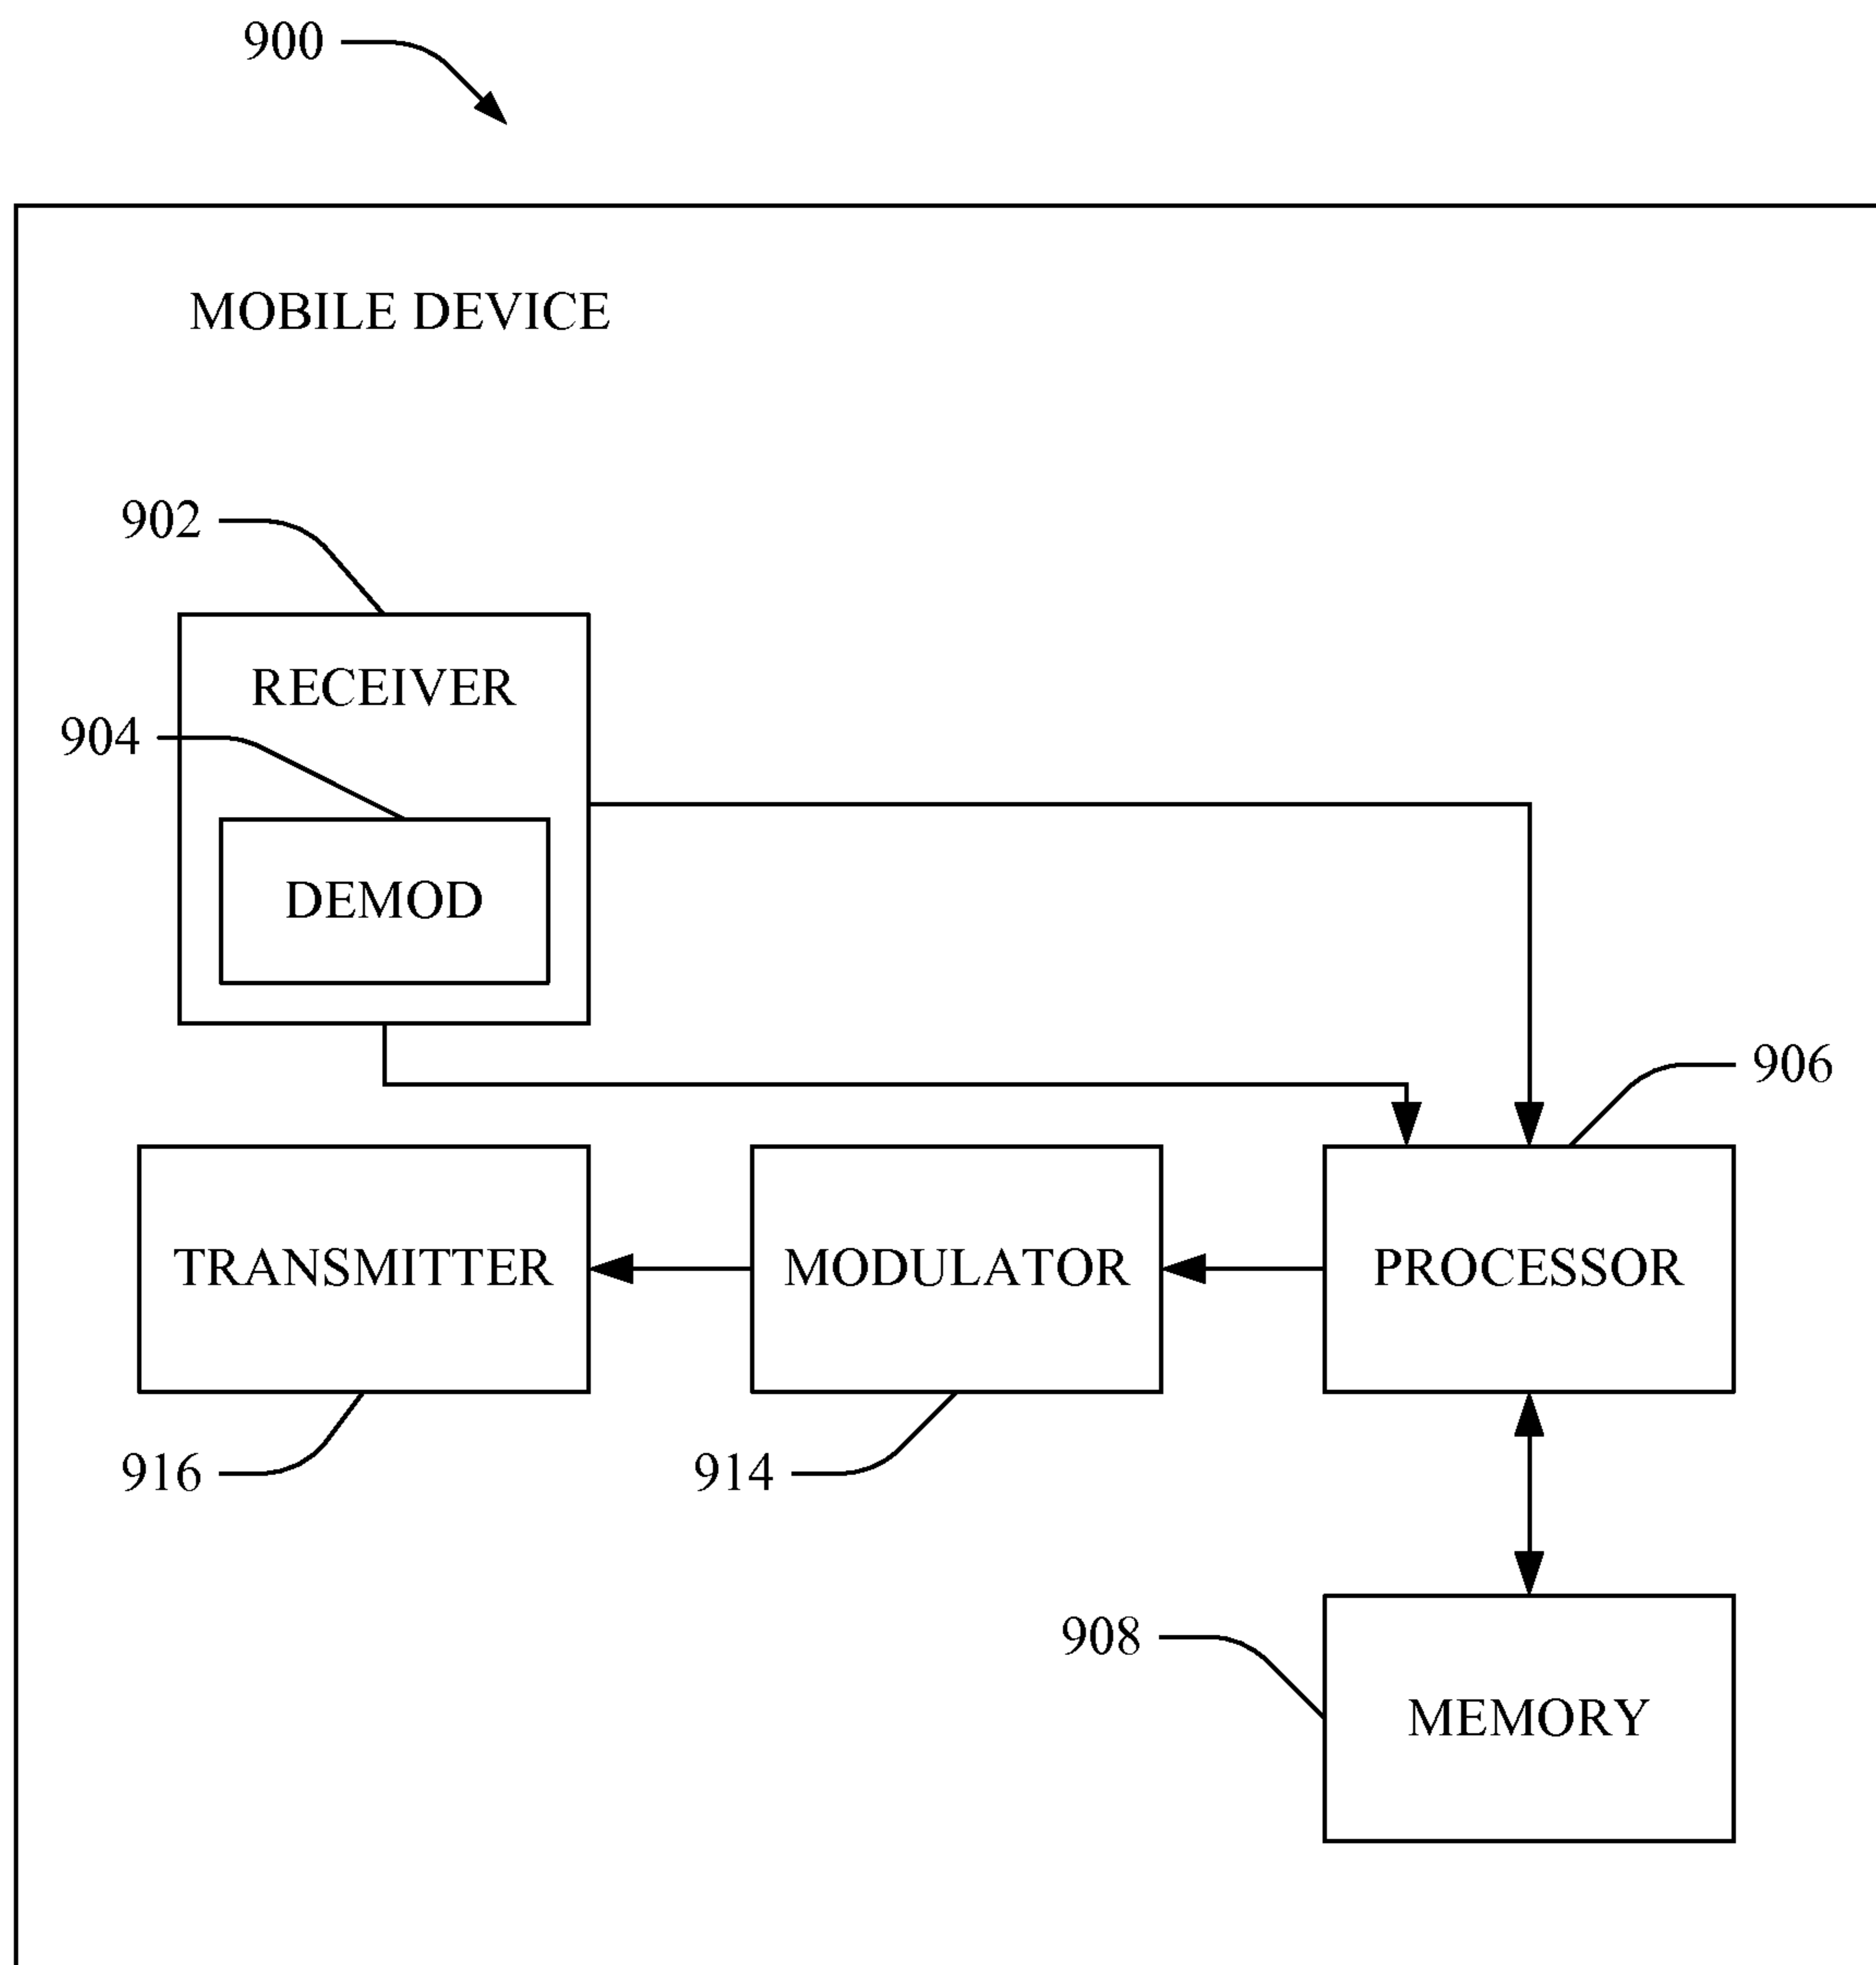 900
MOBILE DEVICE
902
RECEIVER
904
DEMOD
906
TRANSMITTER
MODULATOR
PROCESSOR
916
914
908
MEMORY